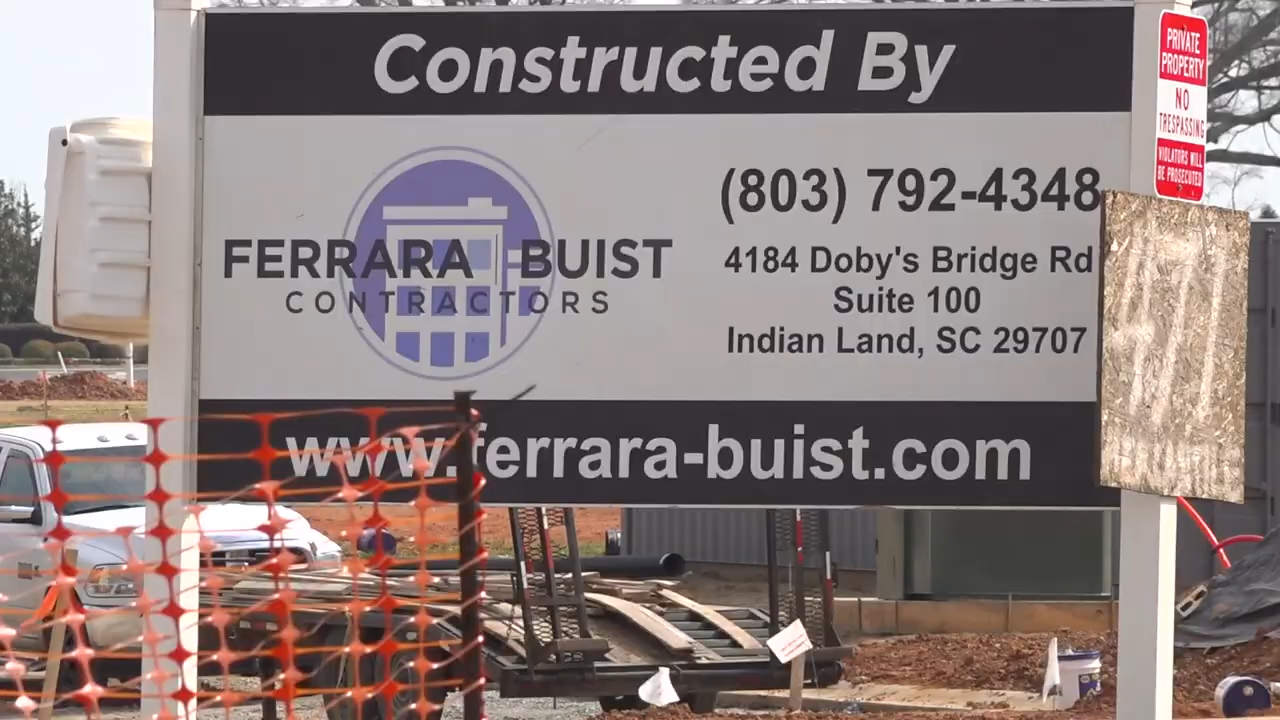 Constructed By
FERRARA BUIST
CONTRACTORS
(803) 792-4348
4184 Doby's Bridge Rd
Suite 100
Indian Land, SC 29707
www.ferrara-buist.com
PRIVATE
PROPERTY
NO
TRESPASSING
VIOLATORS WILL
BE PROSECUTED